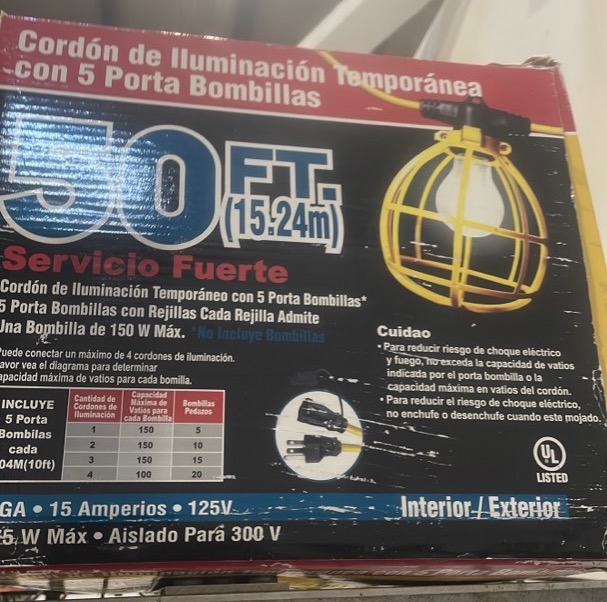 Cordón de Iluminación Temporánea
con 5 Porta Bombillas
50 FT.
(15.24m)
Servicio Fuerte
Cordón de Iluminación Temporáneo con 5 Porta Bombillas*
5 Porta Bombillas con Rejillas Cada Rejilla Admite
Una Bombilla de 150 W Máx. *No Incluye Bombillas
Puede conectar un máximo de 4 cordones de iluminación.
avor vea el diagrama para determinar
apacidad máxima de vatios para cada bomilla.
INCLUYE
5 Porta
Bombilas
cada
04M(10ft)
Cantidad de Cordones de Iluminación | Capacidad Máxima de Vatios para cada Bombilla | Bombillas Pedazos
1 150 5
2 150 10
3 150 15
4 100 20
Cuidao
• Para reducir riesgo de choque eléctrico
y fuego, no exceda la capacidad de vatios
indicada por el porta bombilla o la
capacidad máxima en vatios del cordón.
• Para reducir el riesgo de choque eléctrico,
no enchufe o desenchufe cuando este mojado.
UL
LISTED
GA • 15 Amperios • 125V
Interior / Exterior
5 W Máx • Aislado Para 300 V